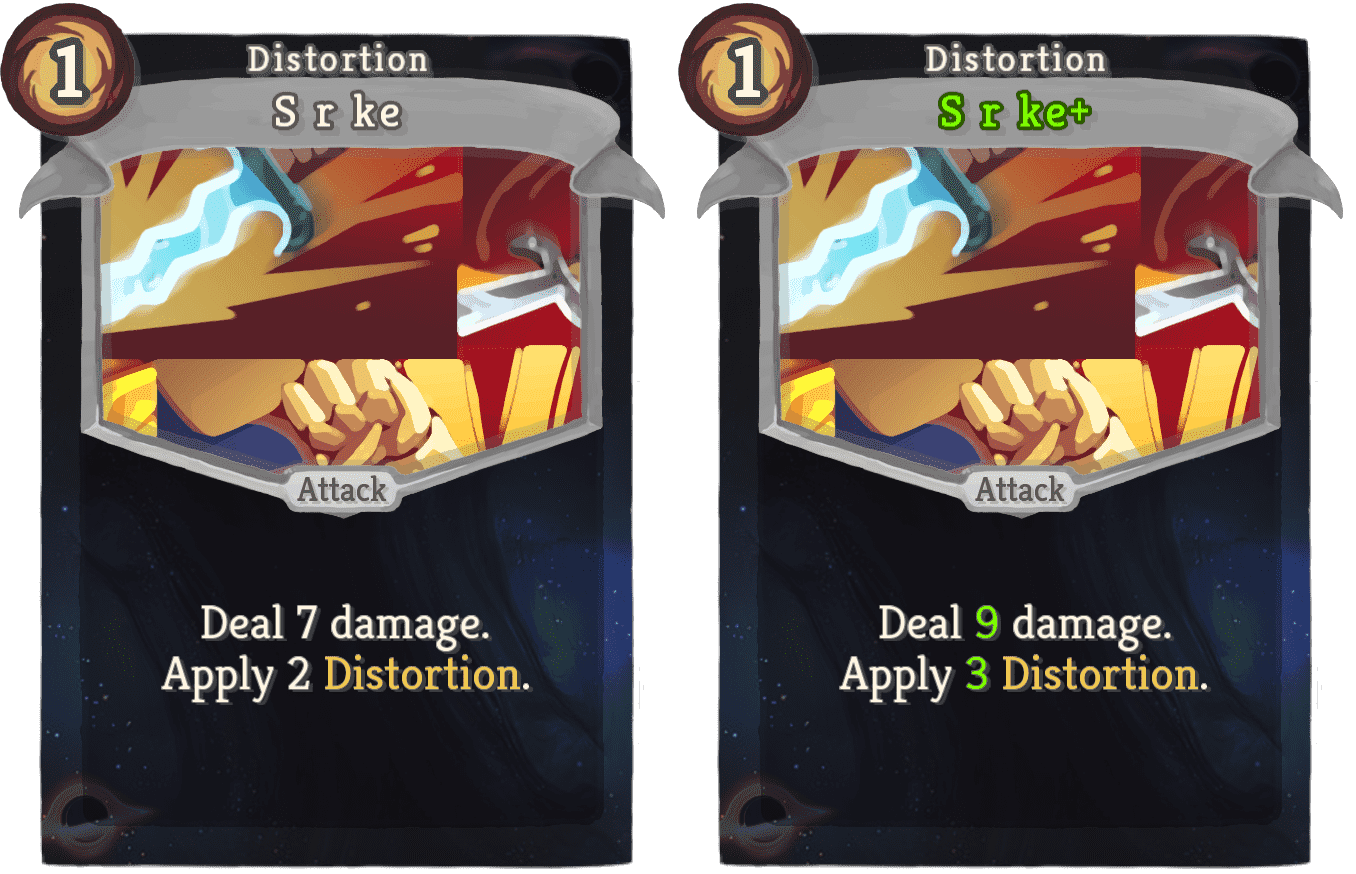 1
Distortion
S r ke
Attack
Deal 7 damage.
Apply 2 Distortion.
1
Distortion
S r ke+
Attack
Deal 9 damage.
Apply 3 Distortion.